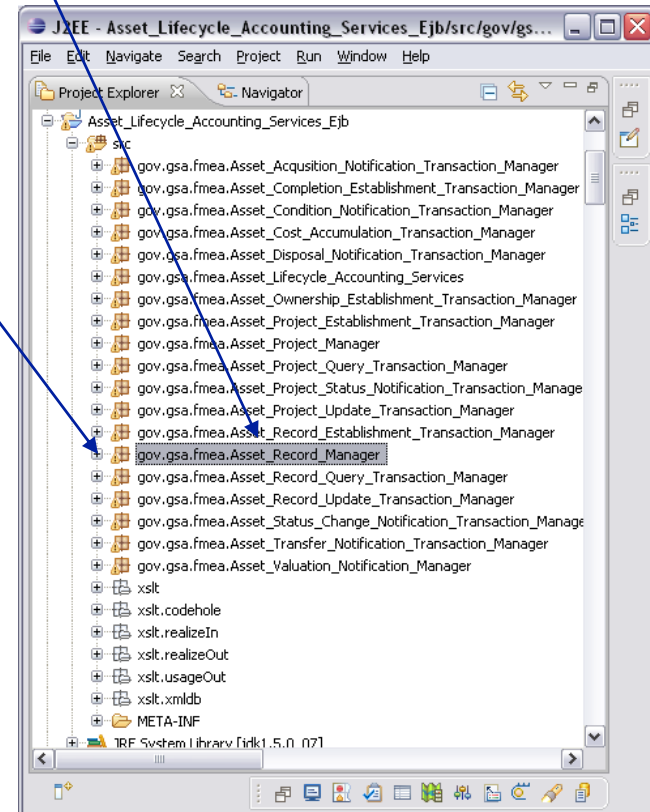 J2EE - Asset_Lifecycle_Accounting_Services_Ejb/src/gov/gs...
File Edit Navigate Search Project Run Window Help
Project Explorer Navigator
Asset_Lifecycle_Accounting_Services_Ejb
src
gov.gsa.fmea.Asset_Acqusition_Notification_Transaction_Manager
gov.gsa.fmea.Asset_Completion_Establishment_Transaction_Manager
gov.gsa.fmea.Asset_Condition_Notification_Transaction_Manager
gov.gsa.fmea.Asset_Cost_Accumulation_Transaction_Manager
gov.gsa.fmea.Asset_Disposal_Notification_Transaction_Manager
gov.gsa.fmea.Asset_Lifecycle_Accounting_Services
gov.gsa.fmea.Asset_Ownership_Establishment_Transaction_Manager
gov.gsa.fmea.Asset_Project_Establishment_Transaction_Manager
gov.gsa.fmea.Asset_Project_Manager
gov.gsa.fmea.Asset_Project_Query_Transaction_Manager
gov.gsa.fmea.Asset_Project_Status_Notification_Transaction_Manage
gov.gsa.fmea.Asset_Project_Update_Transaction_Manager
gov.gsa.fmea.Asset_Record_Establishment_Transaction_Manager
gov.gsa.fmea.Asset_Record_Manager
gov.gsa.fmea.Asset_Record_Query_Transaction_Manager
gov.gsa.fmea.Asset_Record_Update_Transaction_Manager
gov.gsa.fmea.Asset_Status_Change_Notification_Transaction_Manage
gov.gsa.fmea.Asset_Transfer_Notification_Transaction_Manager
gov.gsa.fmea.Asset_Valuation_Notification_Manager
xslt
xslt.codehole
xslt.realizeIn
xslt.realizeOut
xslt.usageOut
xslt.xmldb
META-INF
JRE System Library [jdk1.5.0_07]